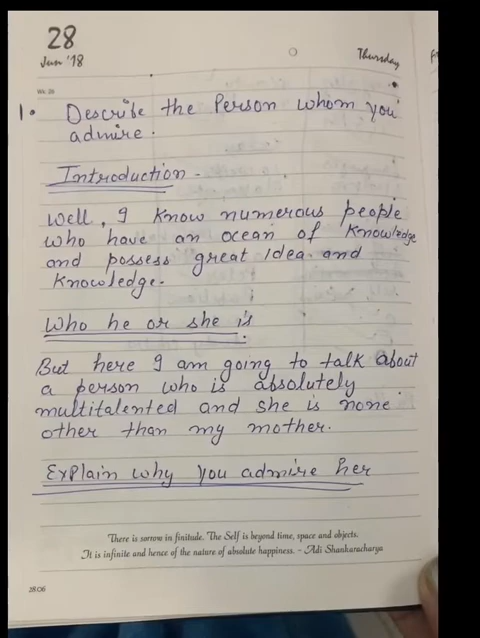 28
Jun '18
Thursday
Wk. 26
1. Describe the Person whom you
admire.
Introduction -
Well, I know numerous people
who have an ocean of knowledge
and possess great idea and
knowledge.
Who he or she is
But here I am going to talk about
a person who is absolutely
multitalented and she is none
other than my mother.
Explain why you admire her
There is sorrow in finitude. The Self is beyond time, space and objects.
It is infinite and hence of the nature of absolute happiness. - Adi Shankaracharya
28.06